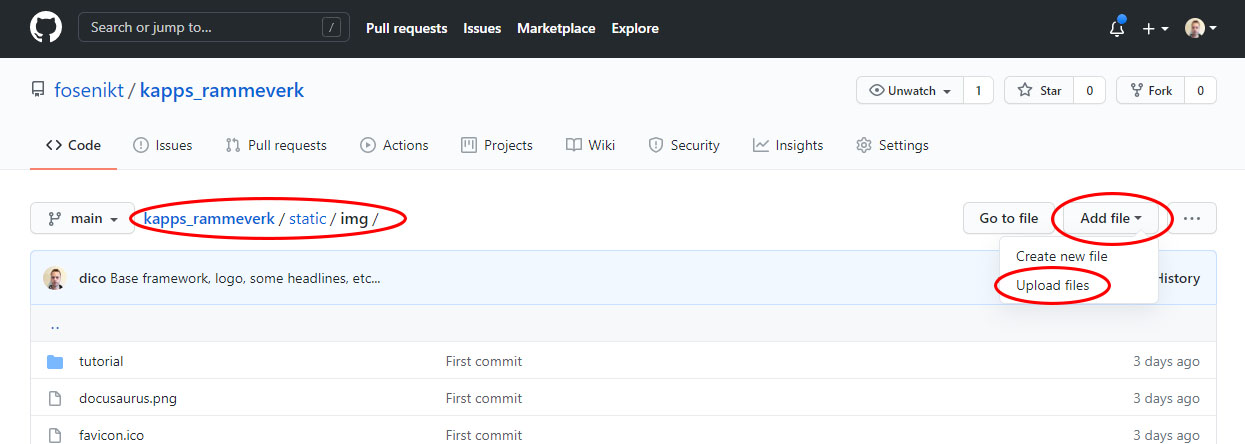 Search or jump to... / Pull requests Issues Marketplace Explore
fosenikt / kapps_rammeverk Unwatch 1 Star 0 Fork 0
Code Issues Pull requests Actions Projects Wiki Security Insights Settings
main kapps_rammeverk / static / img / Go to file Add file ...
Create new file
dico Base framework, logo, some headlines, etc... History
Upload files
..
tutorial First commit 3 days ago
docusaurus.png First commit 3 days ago
favicon.ico First commit 3 days ago